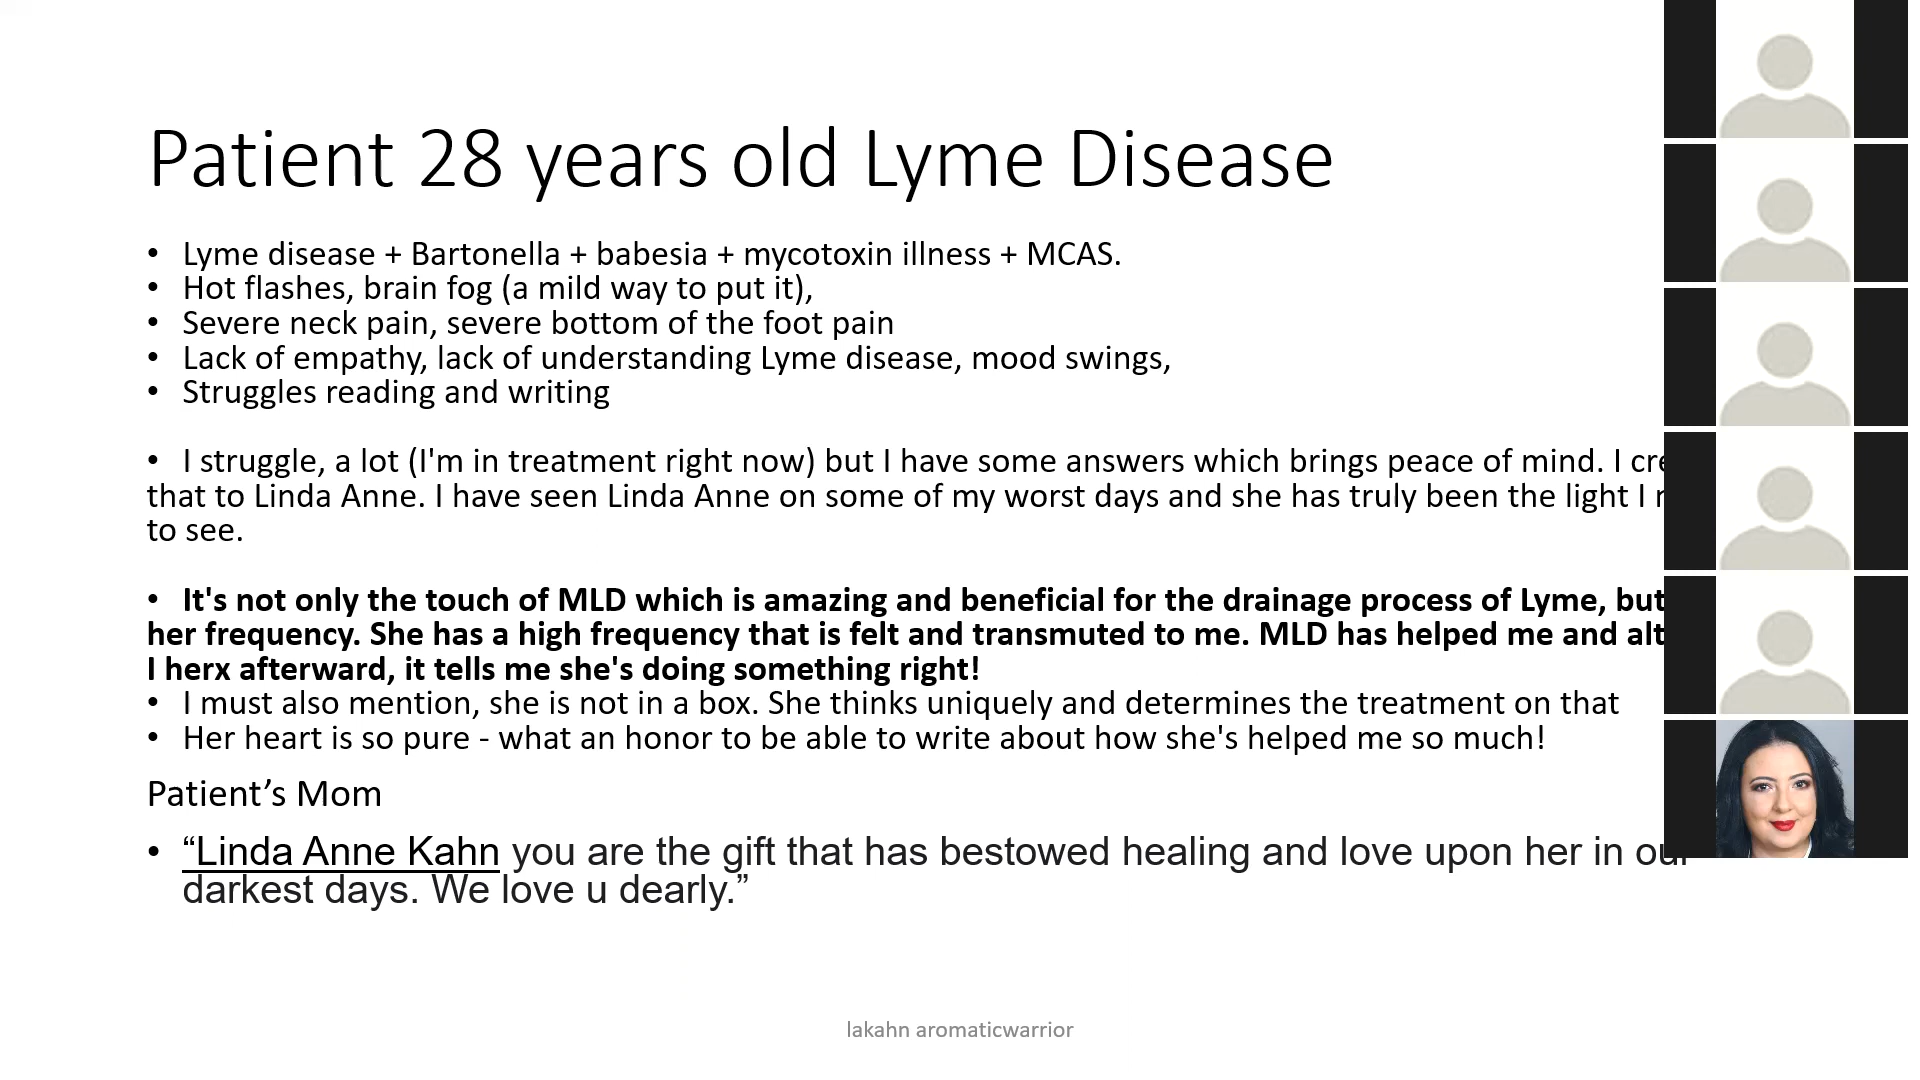 Patient 28 years old Lyme Disease
• Lyme disease + Bartonella + babesia + mycotoxin illness + MCAS.
• Hot flashes, brain fog (a mild way to put it),
• Severe neck pain, severe bottom of the foot pain
• Lack of empathy, lack of understanding Lyme disease, mood swings,
• Struggles reading and writing
• I struggle, a lot (I'm in treatment right now) but I have some answers which brings peace of mind. I
that to Linda Anne. I have seen Linda Anne on some of my worst days and she has truly been the light I
to see.
• It's not only the touch of MLD which is amazing and beneficial for the drainage process of Lyme, but
her frequency. She has a high frequency that is felt and transmuted to me. MLD has helped me and
I herx afterward, it tells me she's doing something right!
• I must also mention, she is not in a box. She thinks uniquely and determines the treatment on that
• Her heart is so pure - what an honor to be able to write about how she's helped me so much!
Patient’s Mom
• “Linda Anne Kahn you are the gift that has bestowed healing and love upon her in our
darkest days. We love u dearly.”
lakahn aromaticwarrior